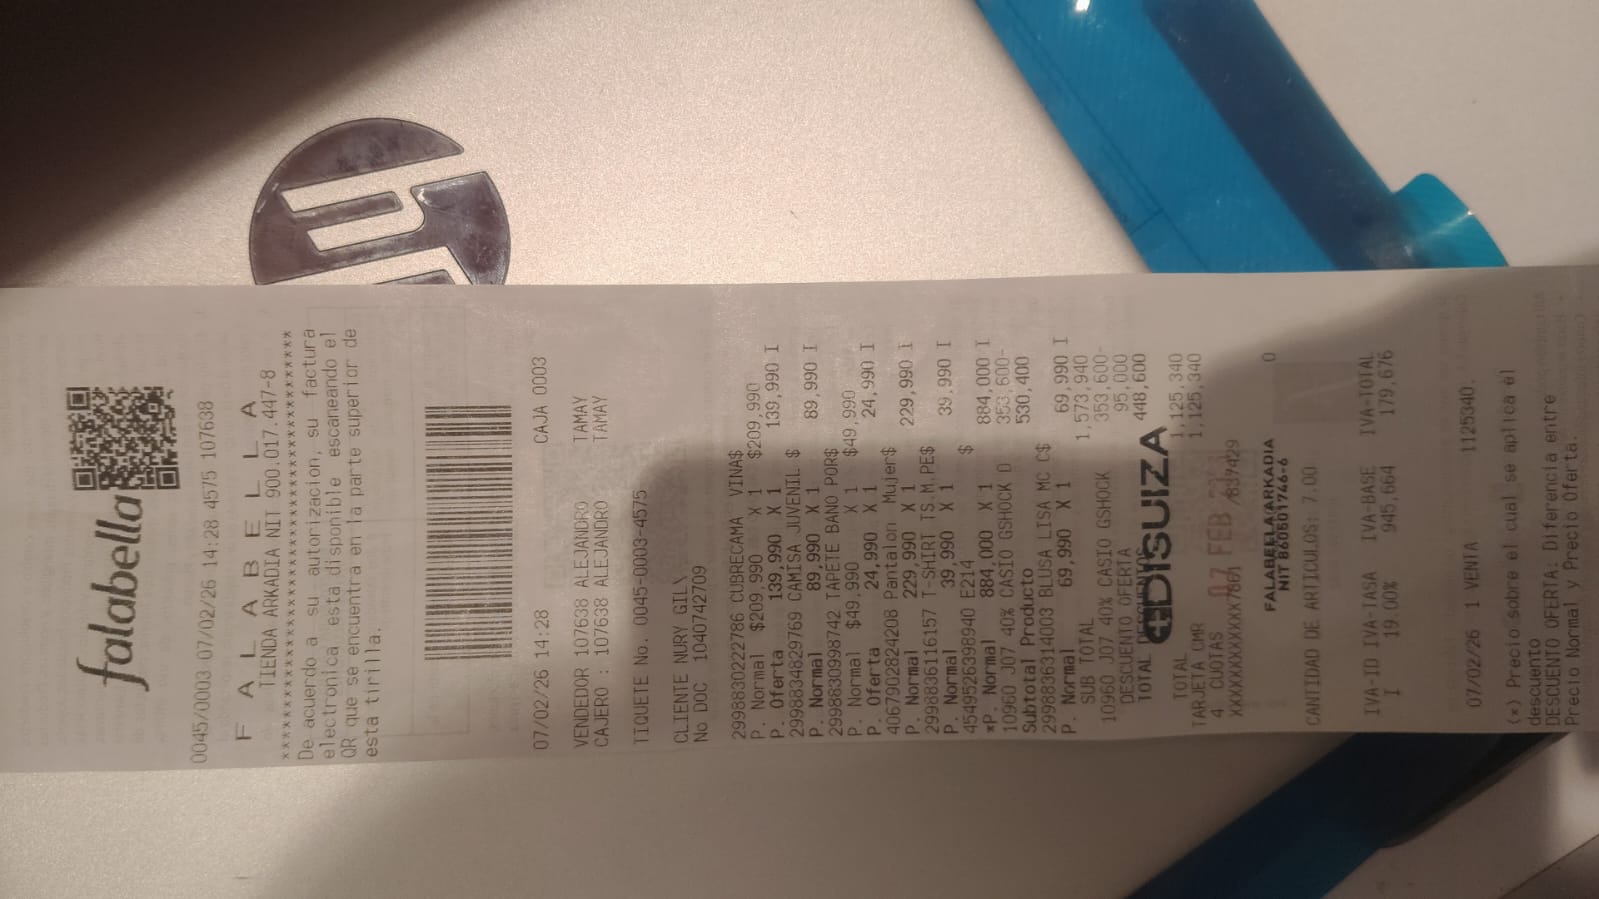 falabella
0045/0003 07/02/26 14:28 4575 107638
F A L A B E L L A
TIENDA ARKADIA NIT 900.017.447-8
****************************************
De acuerdo a su autorizacion, su factura
electronica, está disponible escaneando el
QR que se encuentra en la parte superior de
esta tirilla.
07/02/26 14:28 CAJA 0003
VENDEDOR 107638 ALEJANDRO TAMAY
CAJERO : 107638 ALEJANDRO TAMAY
TIQUETE No. 0045-0003-4575
CLIENTE NURY GIL\
No DOC 1040742709
2998830222786 CUBRECAMA VINA$
P. Normal $209,990 X 1 $209,990
P. Oferta 139,990 X 1 139,990 I
2998834829769 CAMISA JUVENIL $
P. Normal 89,990 X 1 89,990 I
2998830998742 TAPETE BANO POR$
P. Normal $49,990 X 1 $49,990
P. Oferta 24,990 X 1 24,990 I
4067902824208 Pantalon Mujer$
P. Normal 229,990 X 1 229,990 I
2998836116157 T-SHIRT TS.M.PE$
P. Normal 39,990 X 1 39,990 I
4549526398940 E214 $
*P. Normal 884,000 X 1 884,000 I
10960 J07 40% CASIO GSHOCK D 353,600-
Subtotal Producto 530,400
2998836314003 BLUSA LISA MC C$
P. Normal 69,990 X 1 69,990 I
SUB TOTAL 1,573,940
10960 J07 40% CASIO GSHOCK 353,600-
DESCUENTO OFERTA 95,000
TOTAL 448,600
DISUIZA
TOTAL 1,125,340
TARJETA CMR 1,125,340
4 CUOTAS
07 FEB
837429
FALABELLA/ARKADIA
NIT 860501746-6
0
CANTIDAD DE ARTICULOS: 7.00
IVA-ID IVA-TASA IVA-BASE IVA-TOTAL
I 19.00% 945,664 179,676
07/02/26 1 VENTA 1125340.
(*) Precio sobre el cual se aplica el
descuento
DESCUENTO OFERTA: Diferencia entre
Precio Normal y Precio Oferta.